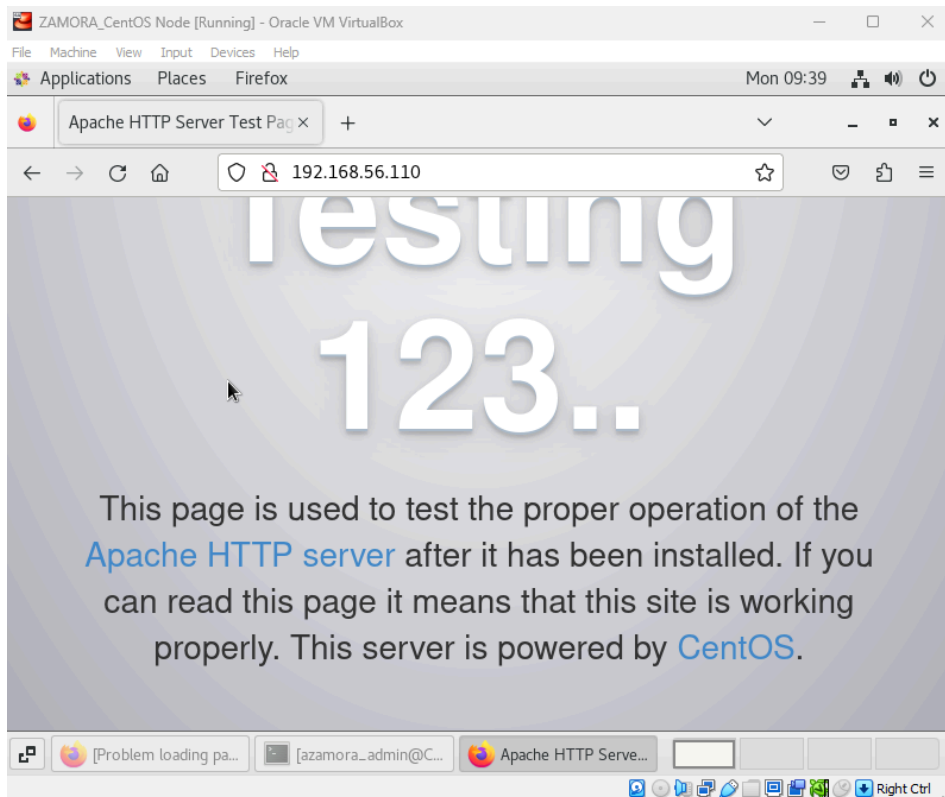 ZAMORA_CentOS Node [Running] - Oracle VM VirtualBox
File Machine View Input Devices Help
Applications Places Firefox Mon 09:39
Apache HTTP Server Test Pag
192.168.56.110
Testing
123..
This page is used to test the proper operation of the
Apache HTTP server after it has been installed. If you
can read this page it means that this site is working
properly. This server is powered by CentOS.
[Problem loading pa... [azamora_admin@C... Apache HTTP Serve...
Right Ctrl